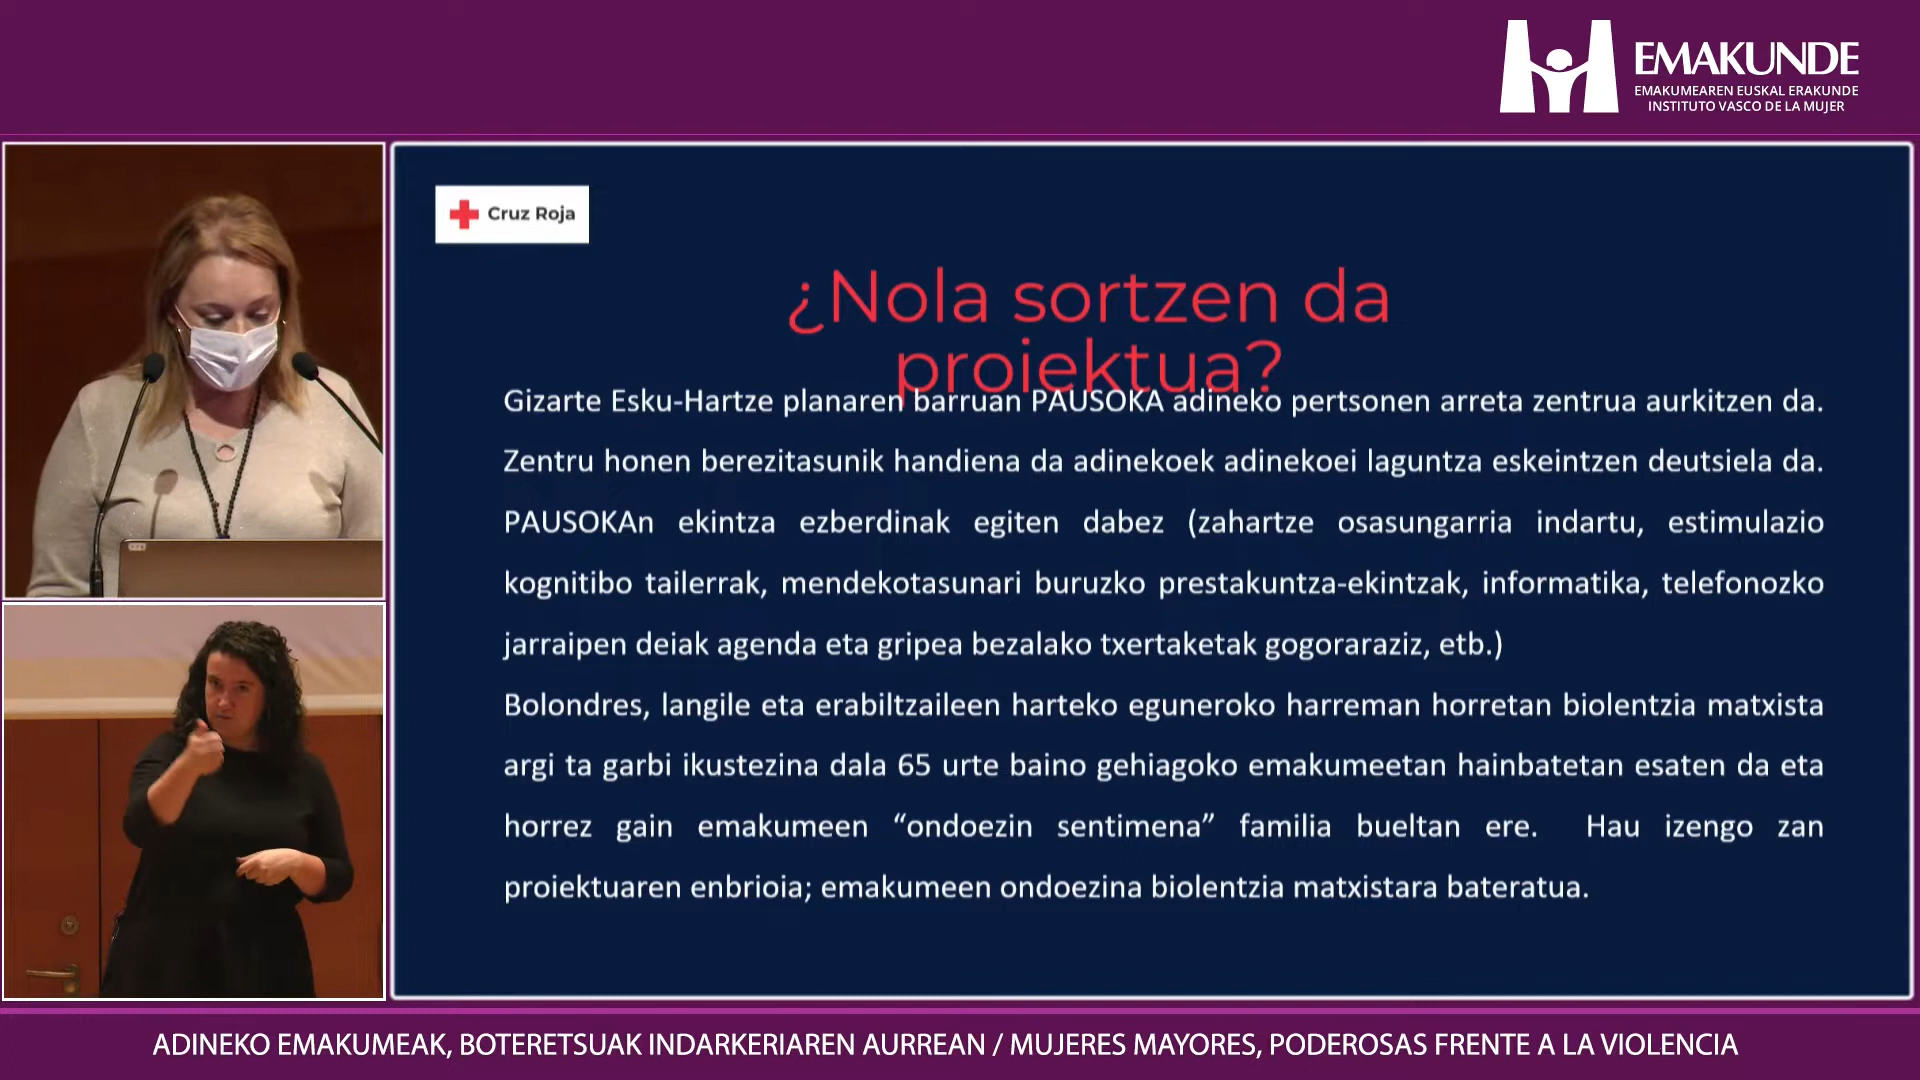 EMAKUNDE
EMAKUMEAREN EUSKAL ERAKUNDE
INSTITUTO VASCO DE LA MUJER
Cruz Roja
¿Nola sortzen da
proiektua?
Gizarte Esku-Hartze planaren barruan PAUSOKA adineko pertsonen arreta zentrua aurkitzen da.
Zentru honen berezitasunik handiena da adinekoek adinekoei laguntza eskeintzen deutsiela da.
PAUSOKAn ekintza ezberdinak egiten dabez (zahartze osasungarria indartu, estimulazio
kognitibo tailerrak, mendekotasunari buruzko prestakuntza-ekintzak, informatika, telefonozko
jarraipen deiak agenda eta gripea bezalako txertaketak gogoraraziz, etb.)
Bolondres, langile eta erabiltzaileen harteko eguneroko harreman horretan biolentzia matxista
argi ta garbi ikustezina dala 65 urte baino gehiagoko emakumeetan hainbatetan esaten da eta
horrez gain emakumeen “ondoezin sentimena” familia bueltan ere. Hau izengo zan
proiektuaren enbrioia; emakumeen ondoezina biolentzia matxistara bateratua.
ADINEKO EMAKUMEAK, BOTERETSUAK INDARKERIAREN AURREAN / MUJERES MAYORES, PODEROSAS FRENTE A LA VIOLENCIA